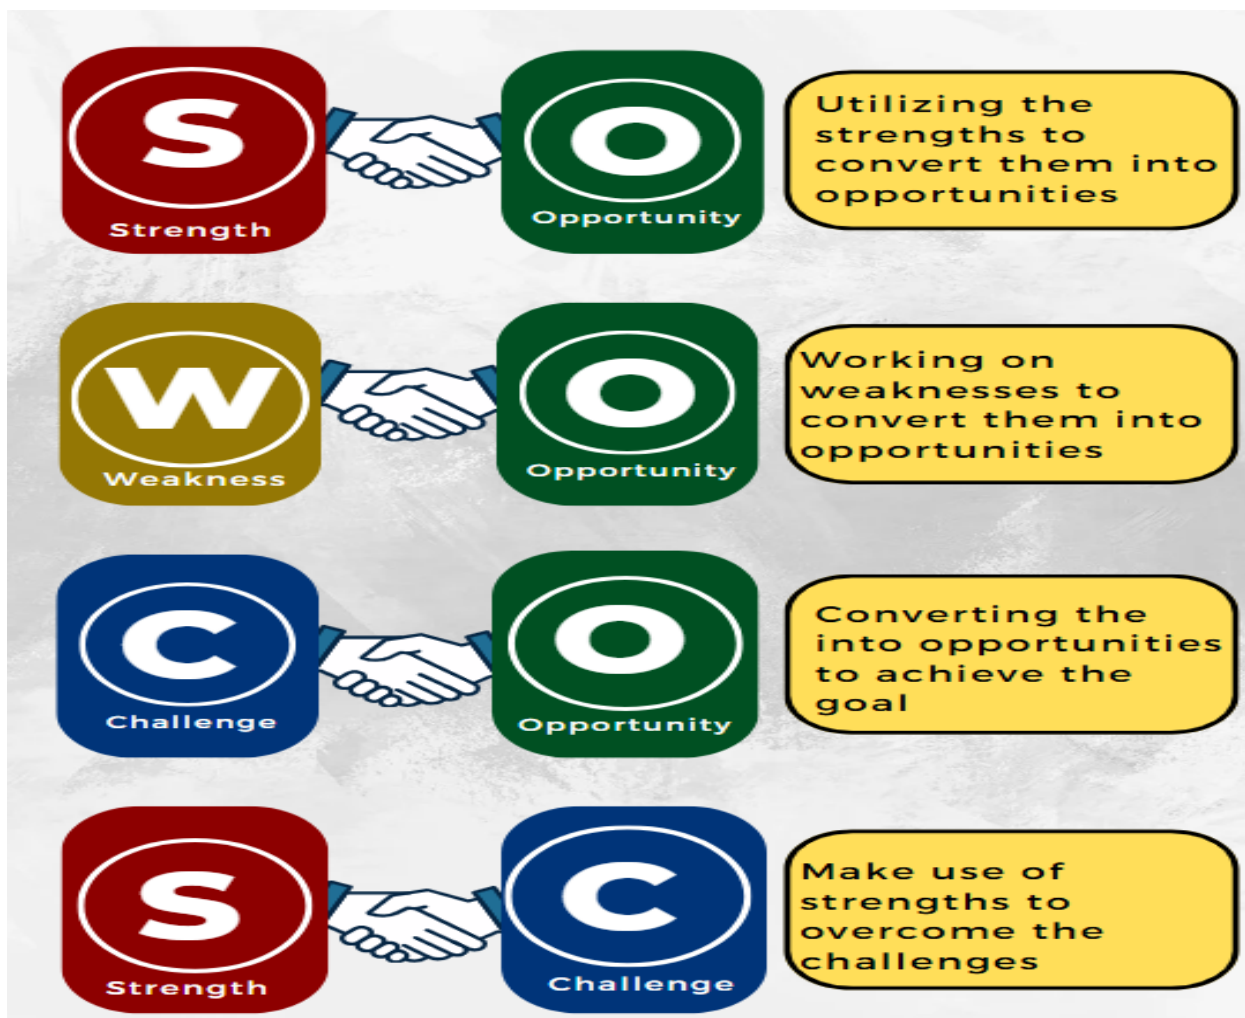 S
Strength
O
Opportunity
Utilizing the
strengths to
convert them into
opportunities
W
Weakness
O
Opportunity
Working on
weaknesses to
convert them into
opportunities
C
Challenge
O
Opportunity
Converting the
into opportunities
to achieve the
goal
S
Strength
C
Challenge
Make use of
strengths to
overcome the
challenges